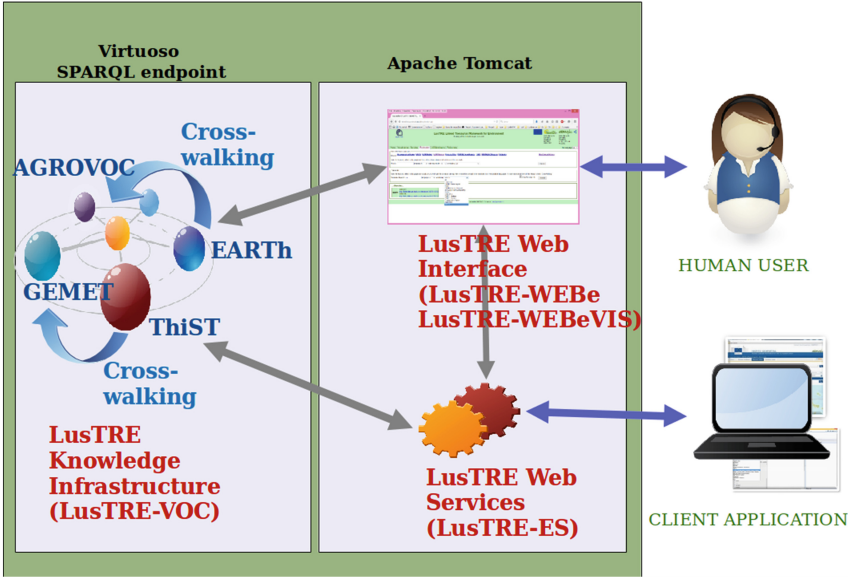 Virtuoso
SPARQL endpoint
Apache Tomcat
Cross-
walking
AGROVOC
EARTh
GEMET
ThiST
Cross-
walking
LusTRE
Knowledge
Infrastructure
(LusTRE-VOC)
LusTRE Web
Interface
(LusTRE-WEBe
LusTRE-WEBeVIS)
LusTRE Web
Services
(LusTRE-ES)
HUMAN USER
CLIENT APPLICATION